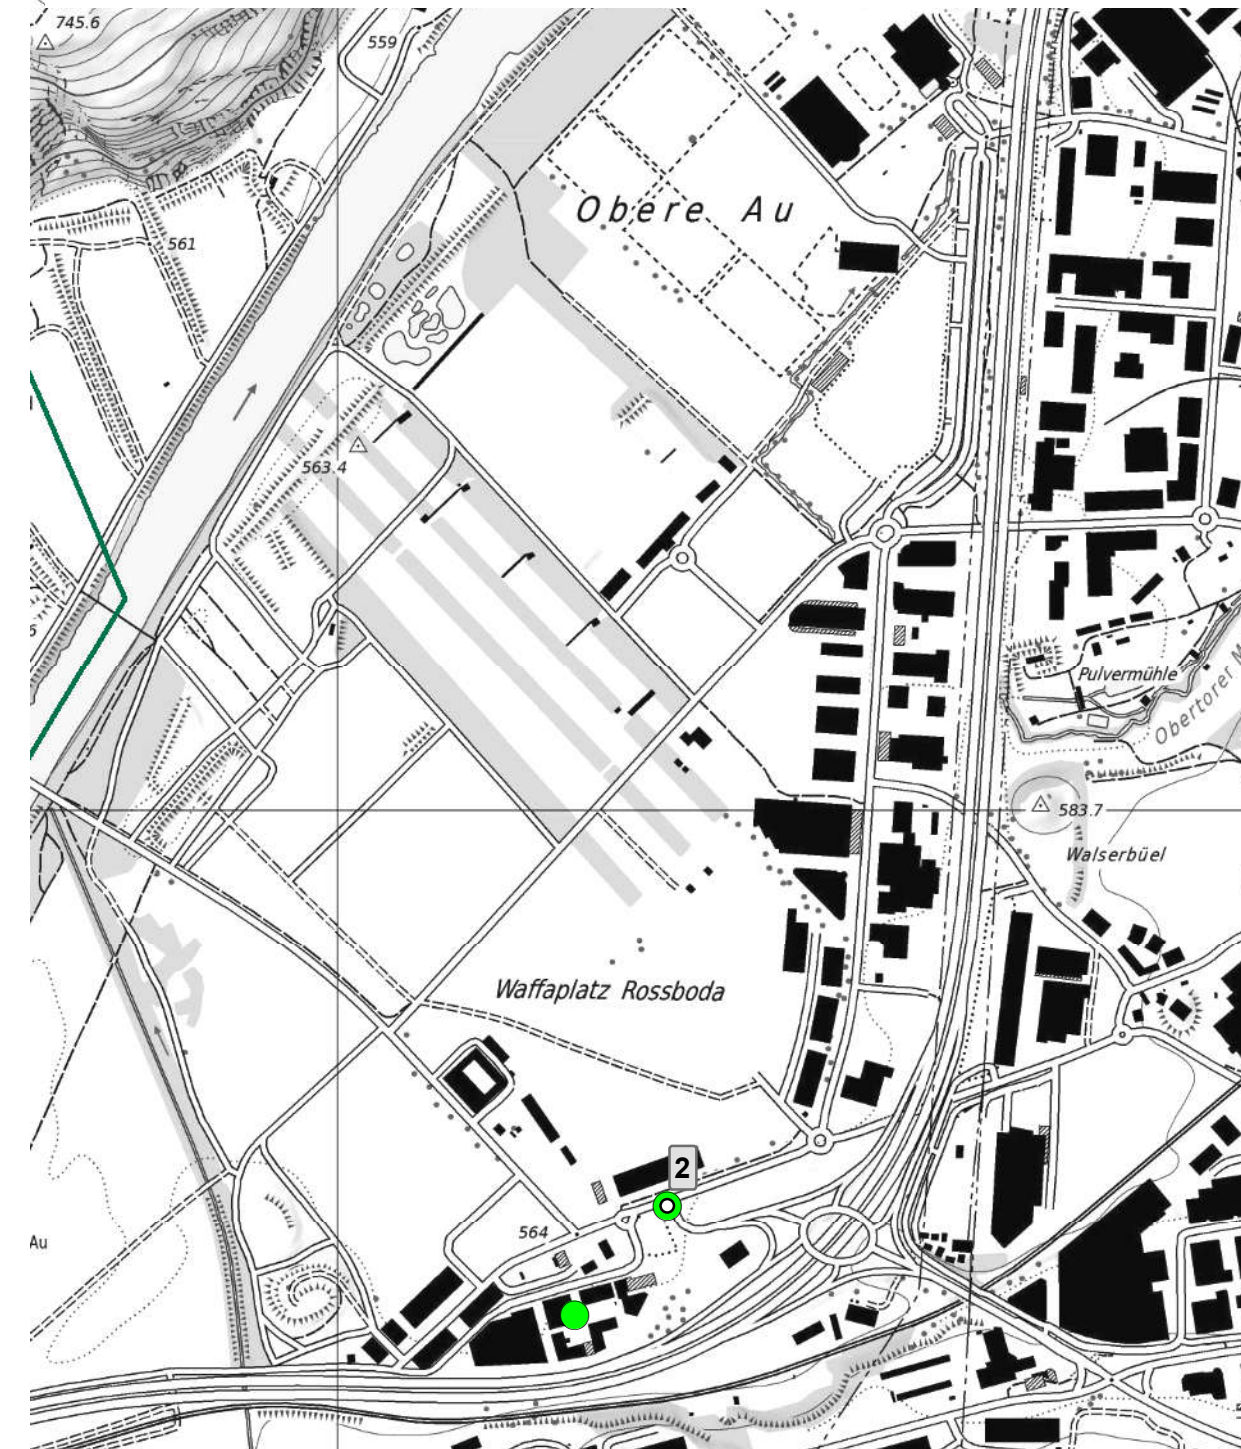 745.6
559
Obere Au
561
563.4
Pulvermühle
Obertorer M
583.7
Walserbüel
Waffaplatz Rossboda
2
564
Au